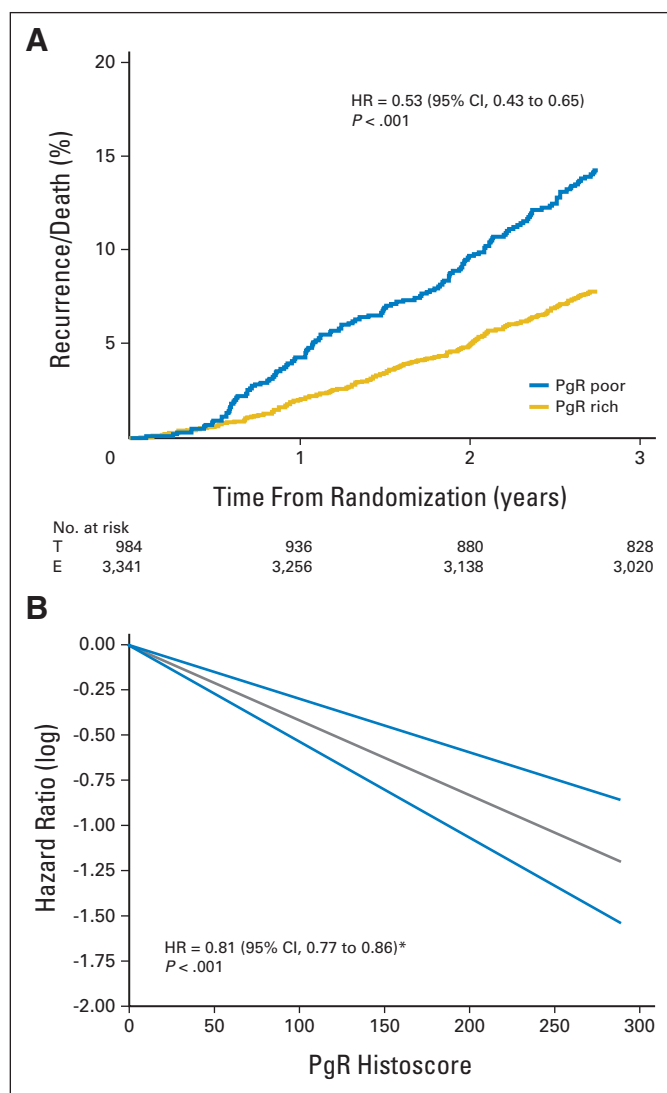 A
20
HR = 0.53 (95% CI, 0.43 to 0.65)
P < .001
15
Recurrence/Death (%)
10
5
PgR poor
PgR rich
0 1 2 3
Time From Randomization (years)
No. at risk
T 984 936 880 828
E 3,341 3,256 3,138 3,020
B
0.00
-0.25
-0.50
-0.75
Hazard Ratio (log)
-1.00
-1.25
-1.50
HR = 0.81 (95% CI, 0.77 to 0.86)*
P < .001
-1.75
-2.00
0 50 100 150 200 250 300
PgR Histoscore